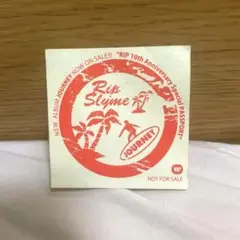 NEW ALBUM JOURNEY NOW ON SALE!! "RIP 10th Anniversary Special PASSPORT"
Rip
Slyme
JOURNEY
NOT FOR SALE